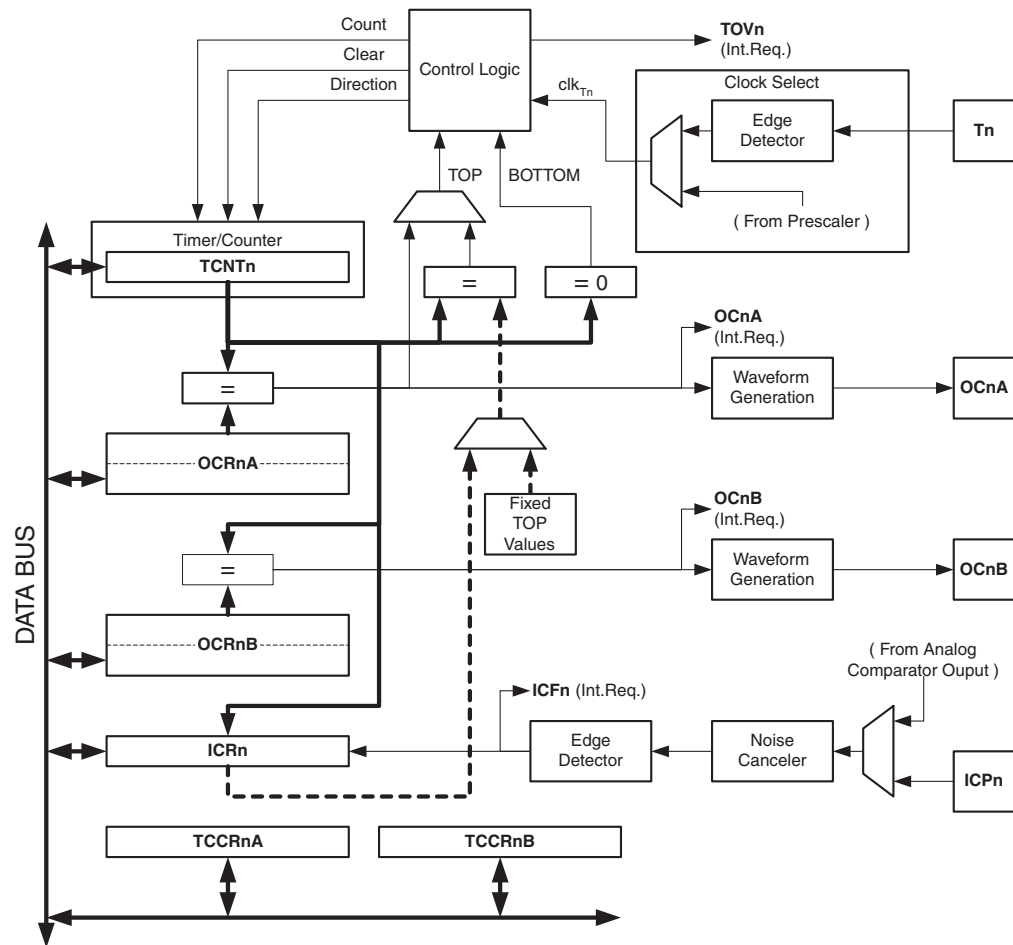 Count
Clear
Direction
Control Logic
TOVn
(Int.Req.)
Clock Select
clkTn
Edge
Detector
Tn
( From Prescaler )
TOP
BOTTOM
Timer/Counter
TCNTn
=
= 0
OCnA
(Int.Req.)
=
Waveform
Generation
OCnA
OCRnA
Fixed
TOP
Values
OCnB
(Int.Req.)
=
Waveform
Generation
OCnB
OCRnB
DATA BUS
( From Analog
Comparator Ouput )
ICFn (Int.Req.)
ICRn
Edge
Detector
Noise
Canceler
ICPn
TCCRnA
TCCRnB